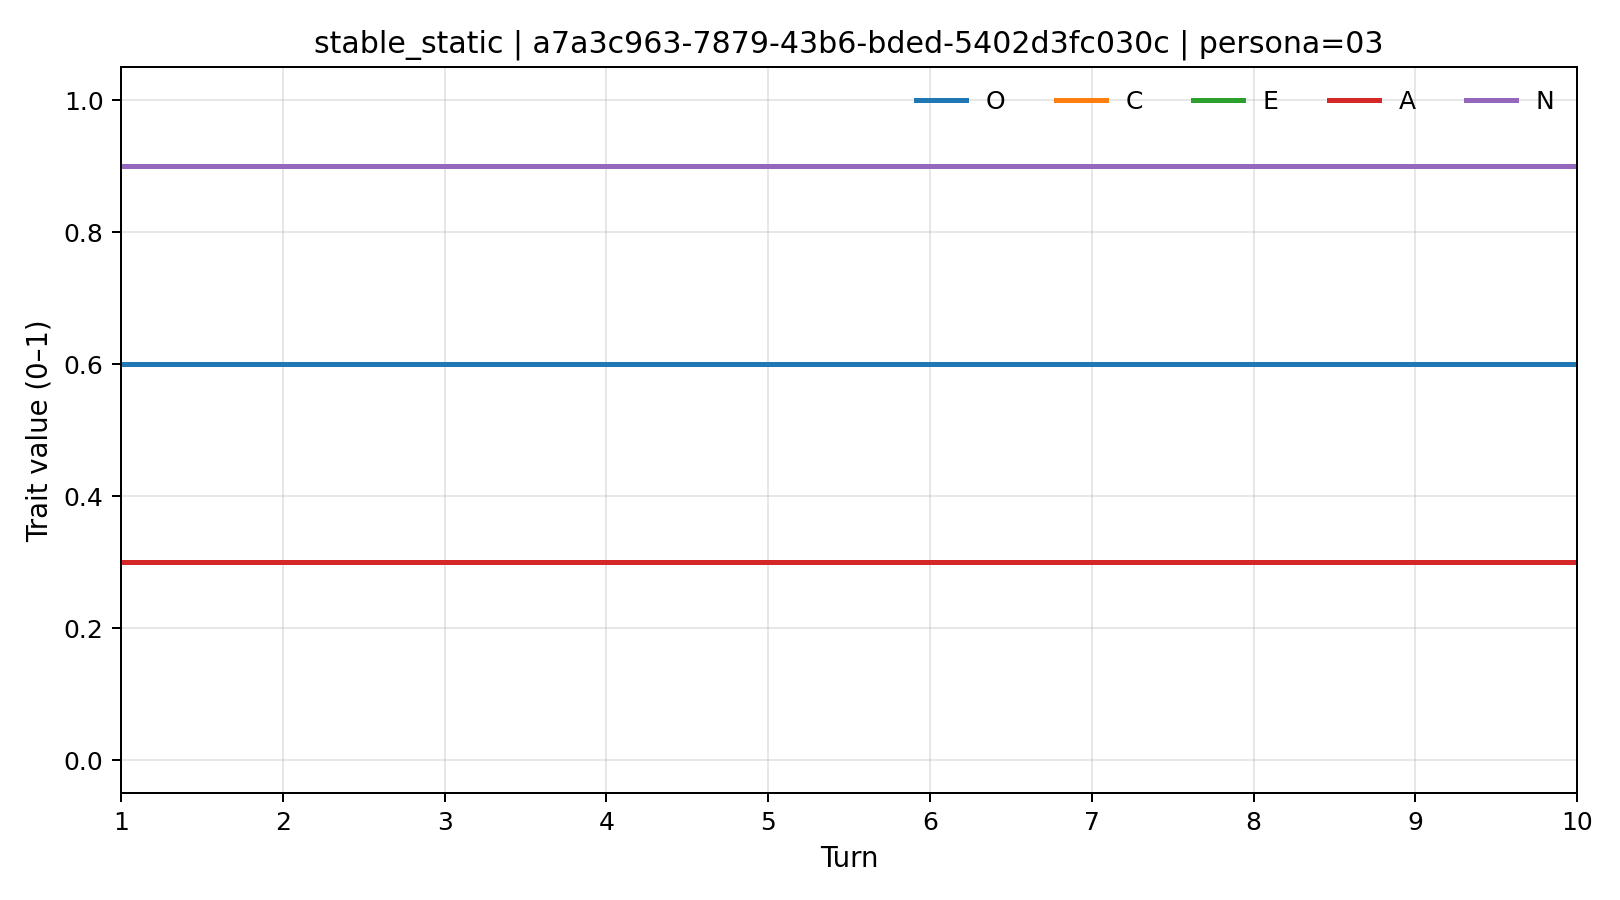 stable_static | a7a3c963-7879-43b6-bded-5402d3fc030c | persona=03
O C E A N
Trait value (0–1)
1.0
0.8
0.6
0.4
0.2
0.0
1 2 3 4 5 6 7 8 9 10
Turn